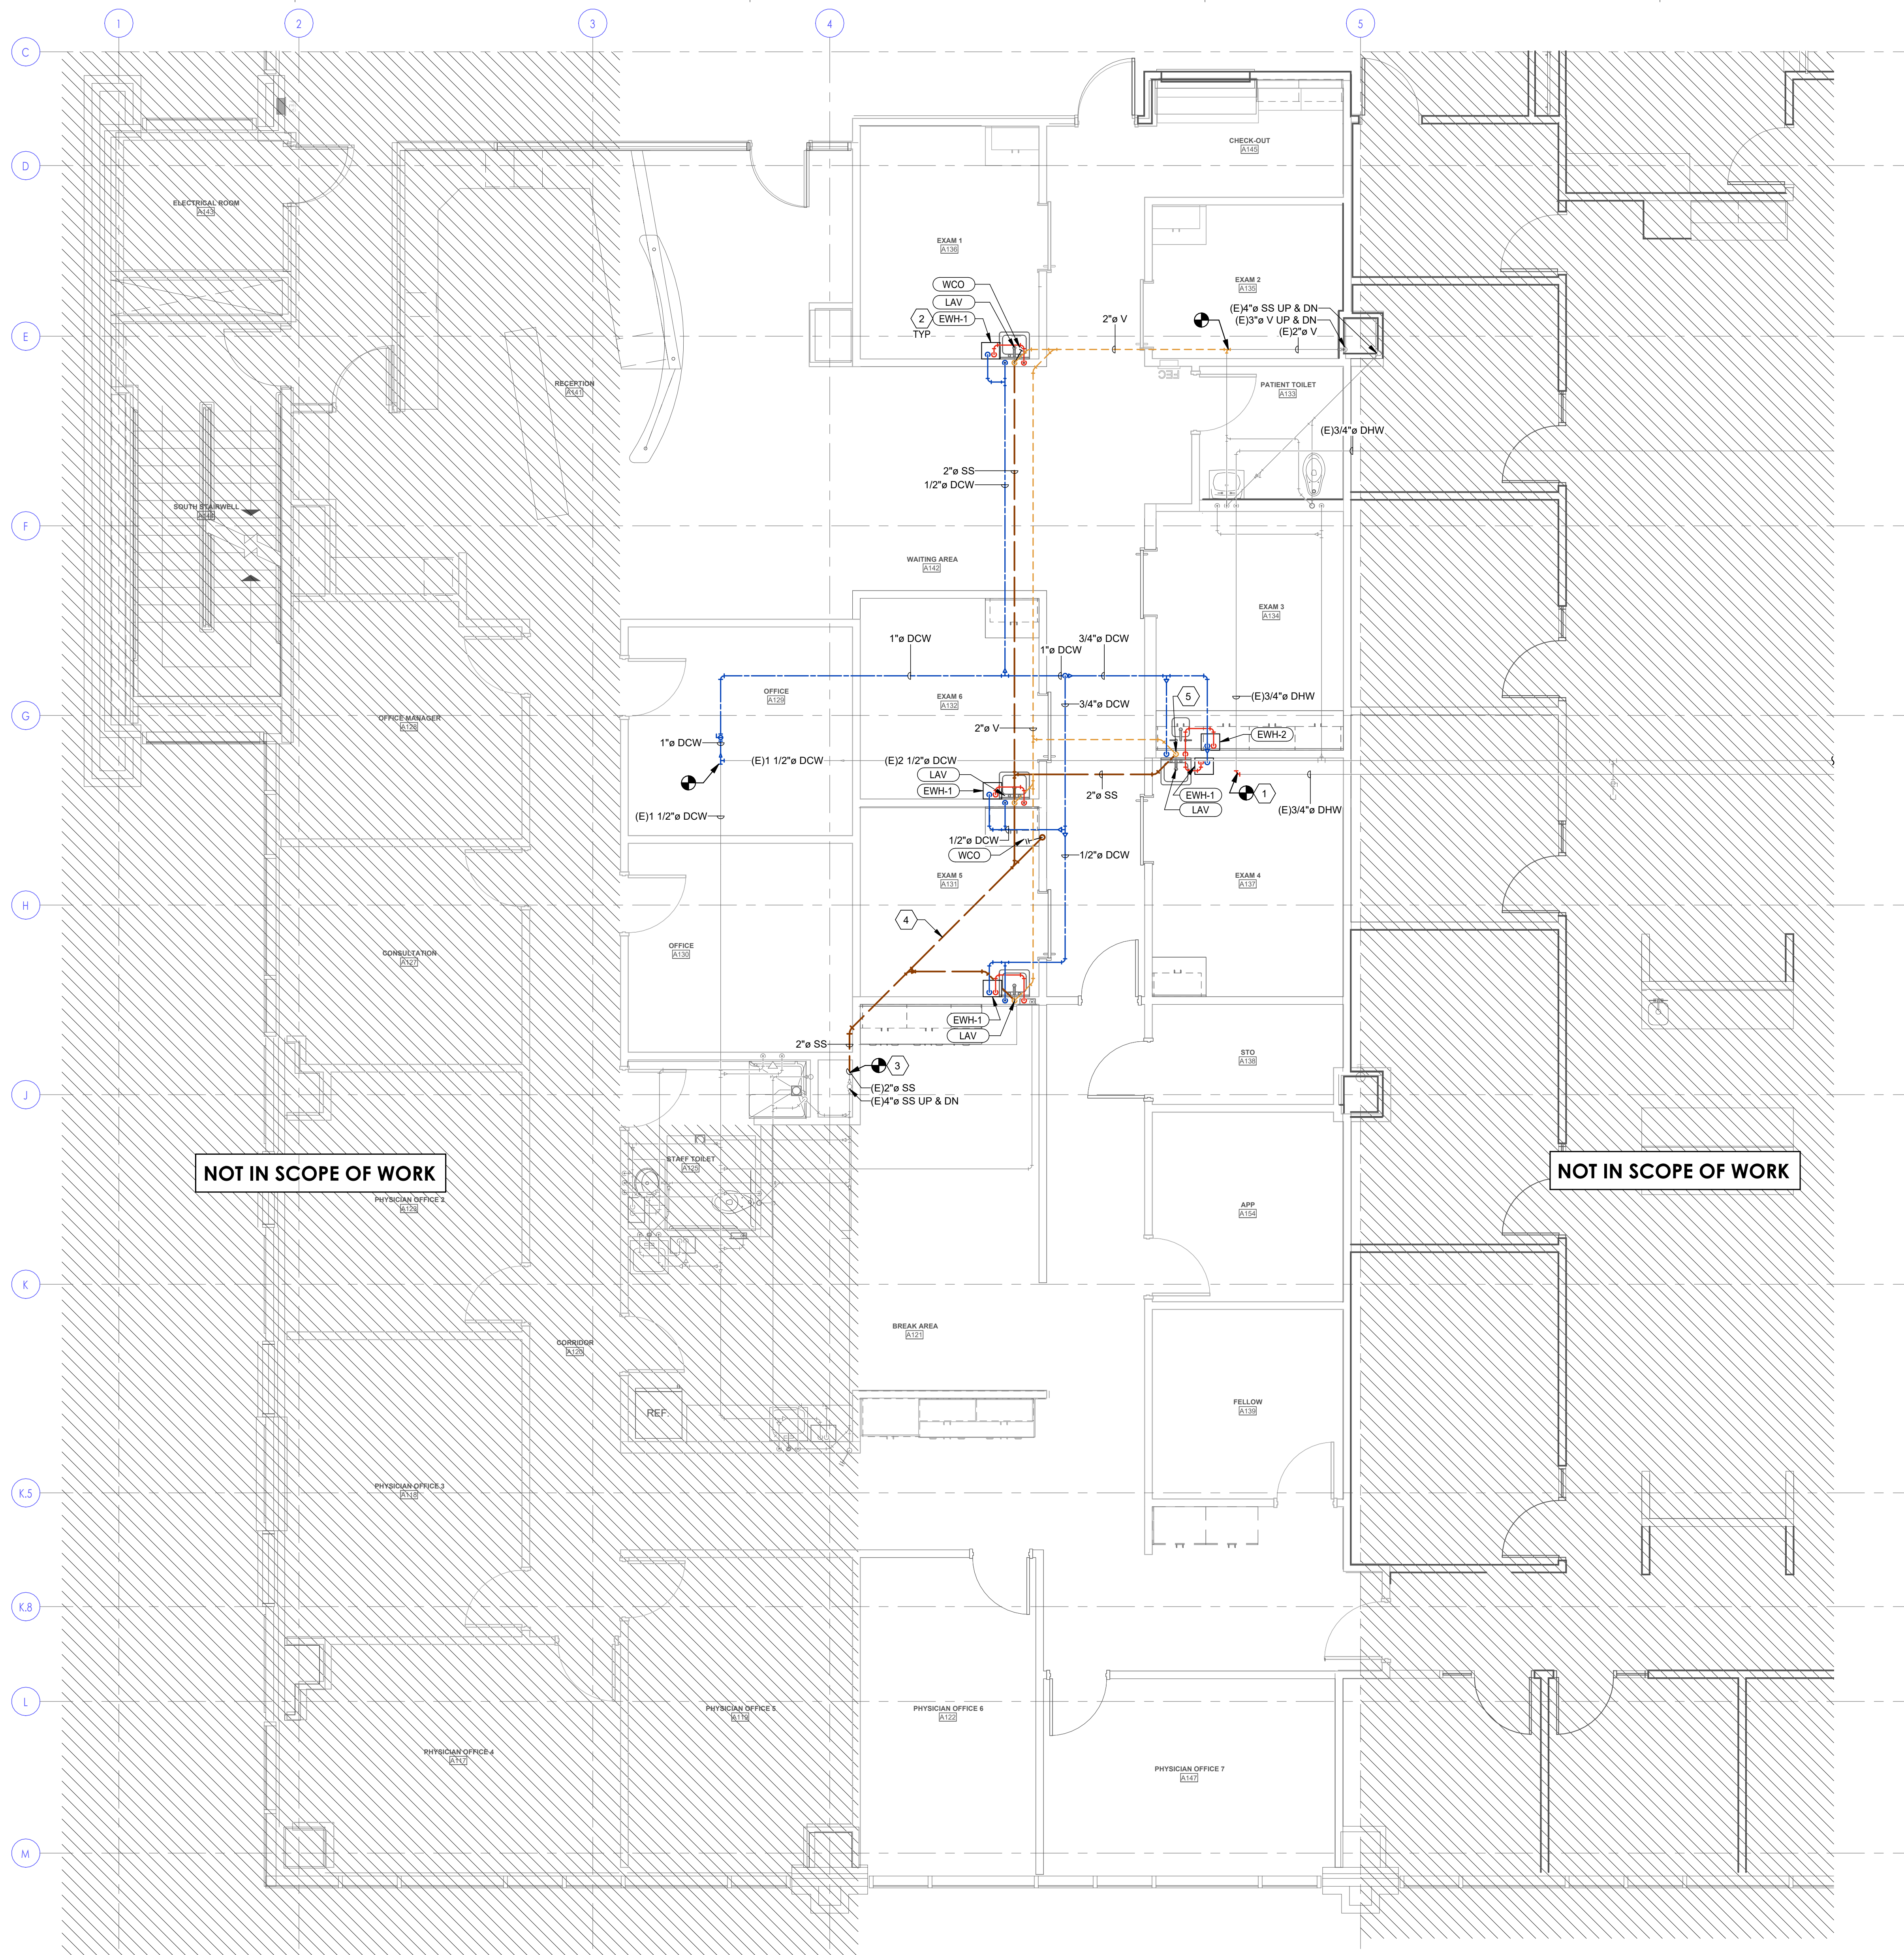 1
2
3
4
5
C
D
E
F
G
H
J
K
K.5
K.8
L
M
CHECK-OUT
A145
ELECTRICAL ROOM
A143
EXAM 1
A136
EXAM 2
A135
WCO
LAV
EWH-1
2
TYP
2"ø V
(E)4"ø SS UP & DN
(E)3"ø V UP & DN
(E)2"ø V
FEC
RECEPTION
A141
PATIENT TOILET
A133
(E)3/4"ø DHW
2"ø SS
1/2"ø DCW
SOUTH STAIRWELL
WAITING AREA
A142
EXAM 3
A134
1"ø DCW
3/4"ø DCW
1"ø DCW
OFFICE
A129
EXAM 6
A132
5
(E)3/4"ø DHW
3/4"ø DCW
OFFICE MANAGER
A126
2"ø V
EWH-2
1"ø DCW
(E)1 1/2"ø DCW
(E)2 1/2"ø DCW
LAV
EWH-1
2"ø SS
EWH-1
LAV
1
(E)3/4"ø DHW
(E)1 1/2"ø DCW
1/2"ø DCW
WCO
1/2"ø DCW
EXAM 5
A131
EXAM 4
A137
4
OFFICE
A130
CONSULTATION
A127
EWH-1
LAV
2"ø SS
3
(E)2"ø SS
(E)4"ø SS UP & DN
STO
A138
STAFF TOILET
A125
NOT IN SCOPE OF WORK
NOT IN SCOPE OF WORK
PHYSICIAN OFFICE 2
A123
APP
A154
BREAK AREA
A121
CORRIDOR
A120
REF.
FELLOW
A139
PHYSICIAN OFFICE 3
A118
PHYSICIAN OFFICE 5
A119
PHYSICIAN OFFICE 6
A122
PHYSICIAN OFFICE 4
A117
PHYSICIAN OFFICE 7
A147